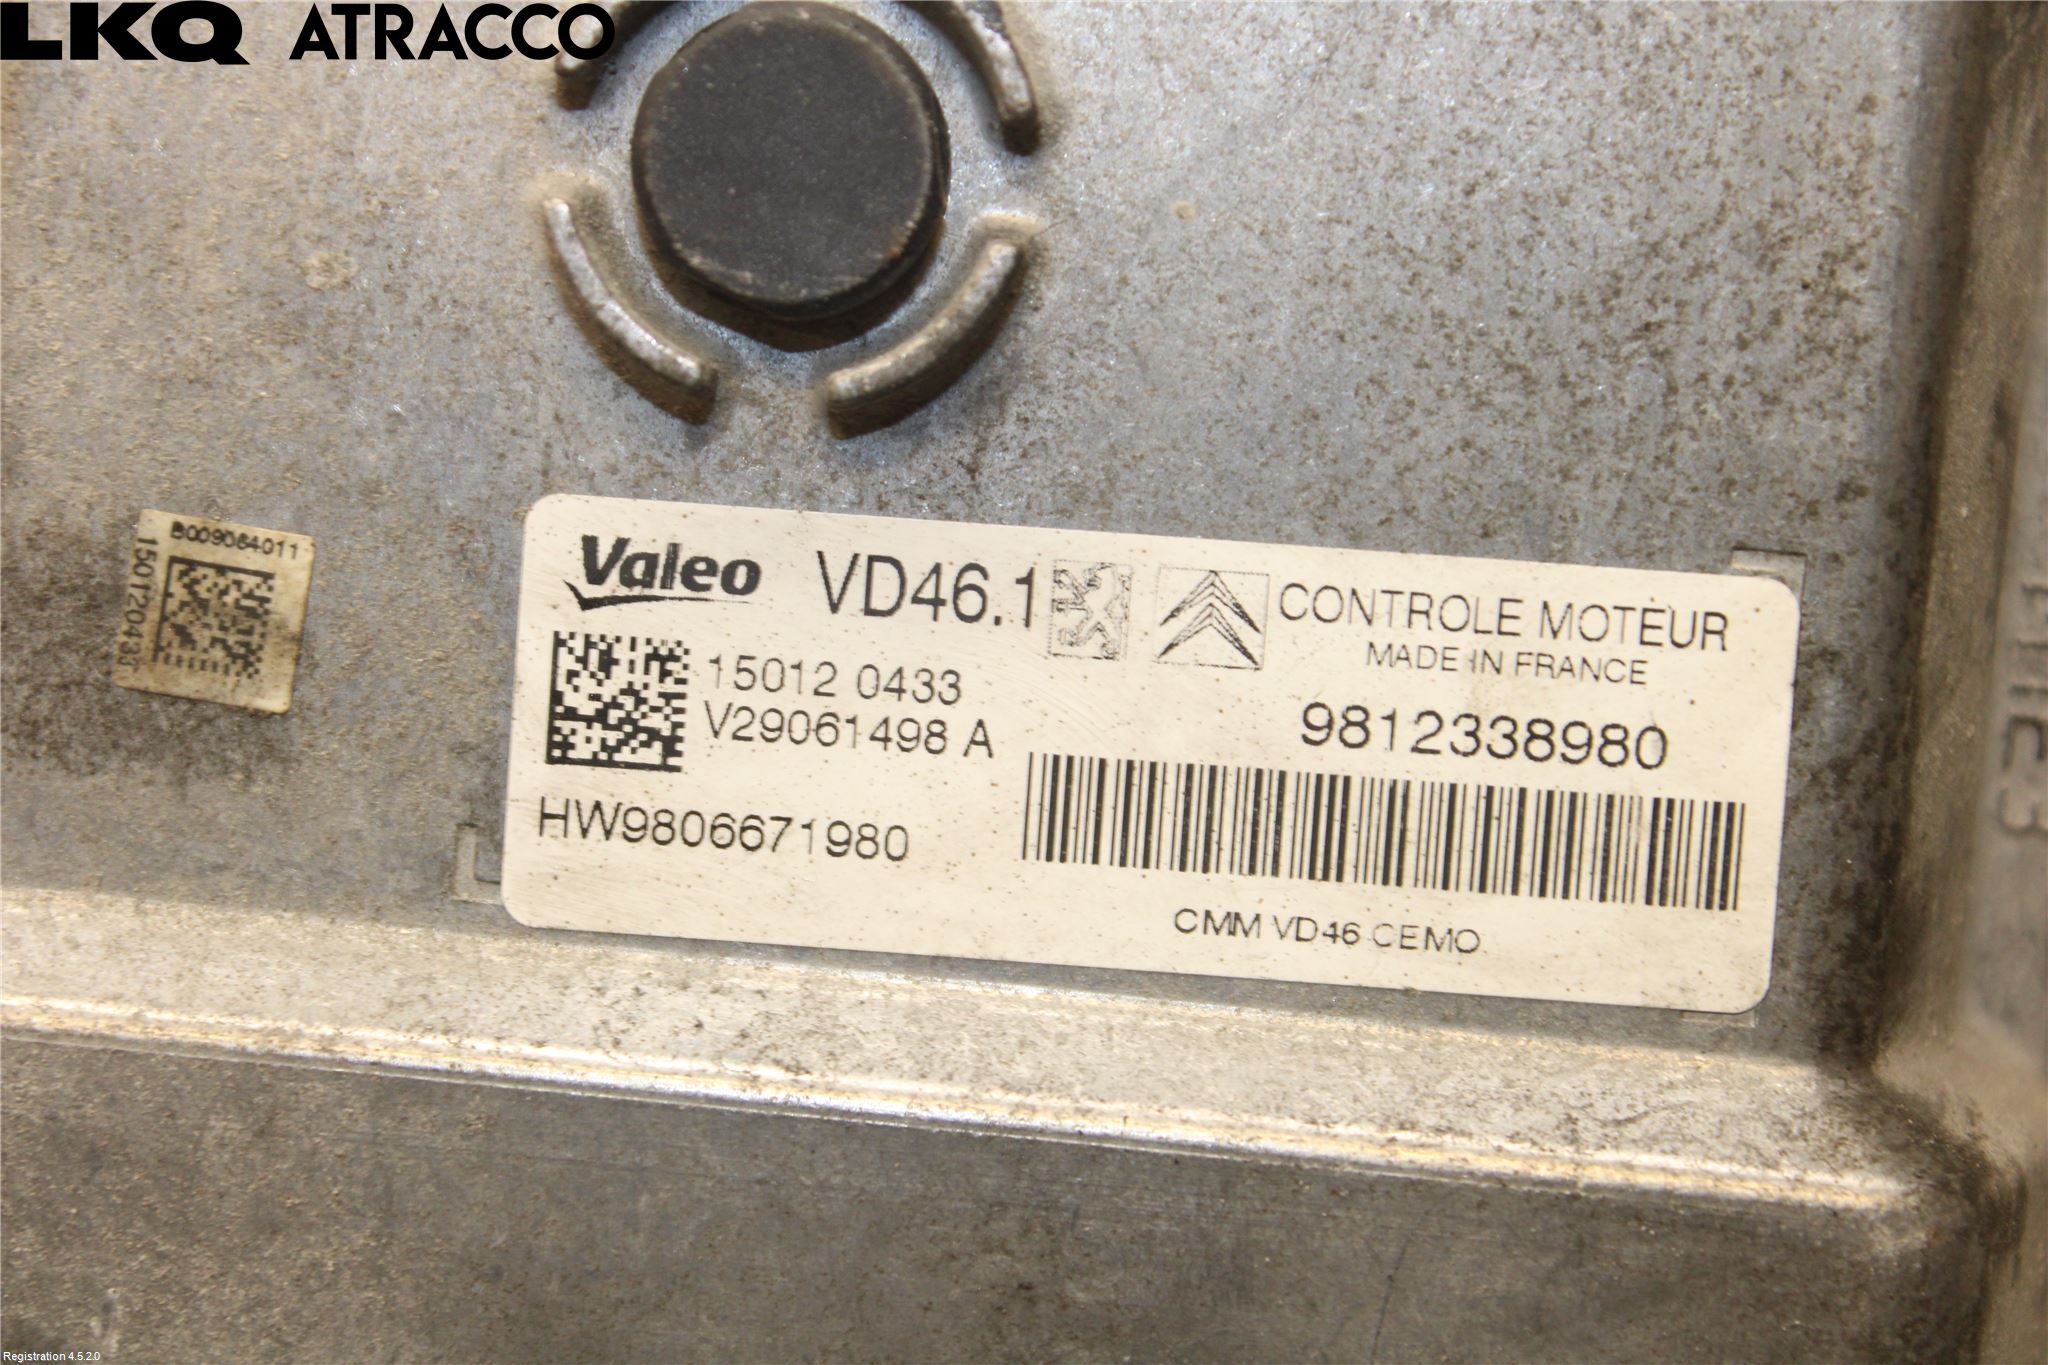 LKQ ATRACCO
B009064011
150120433
Valeo VD46.1 CONTROLE MOTEUR
MADE IN FRANCE
15012 0433
V29061498 A
9812338980
HW9806671980
CMM VD46 CEMO
Registration 4.5.2.0